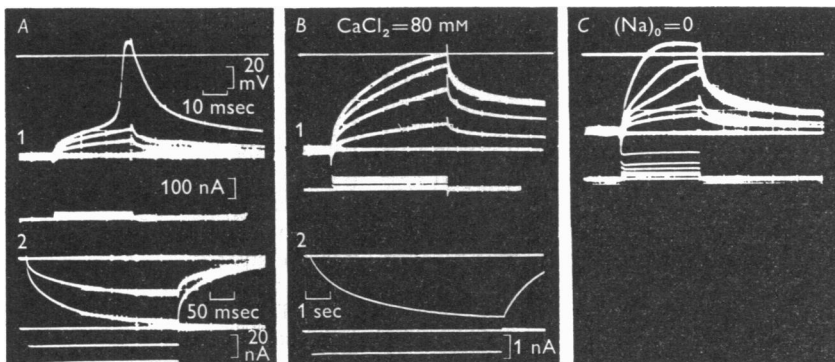 A
20
mV
10 msec
1
100 nA
2
50 msec
20
nA
B CaCl₂=80 mM
1
2
1 sec
1 nA
C (Na)₀=0